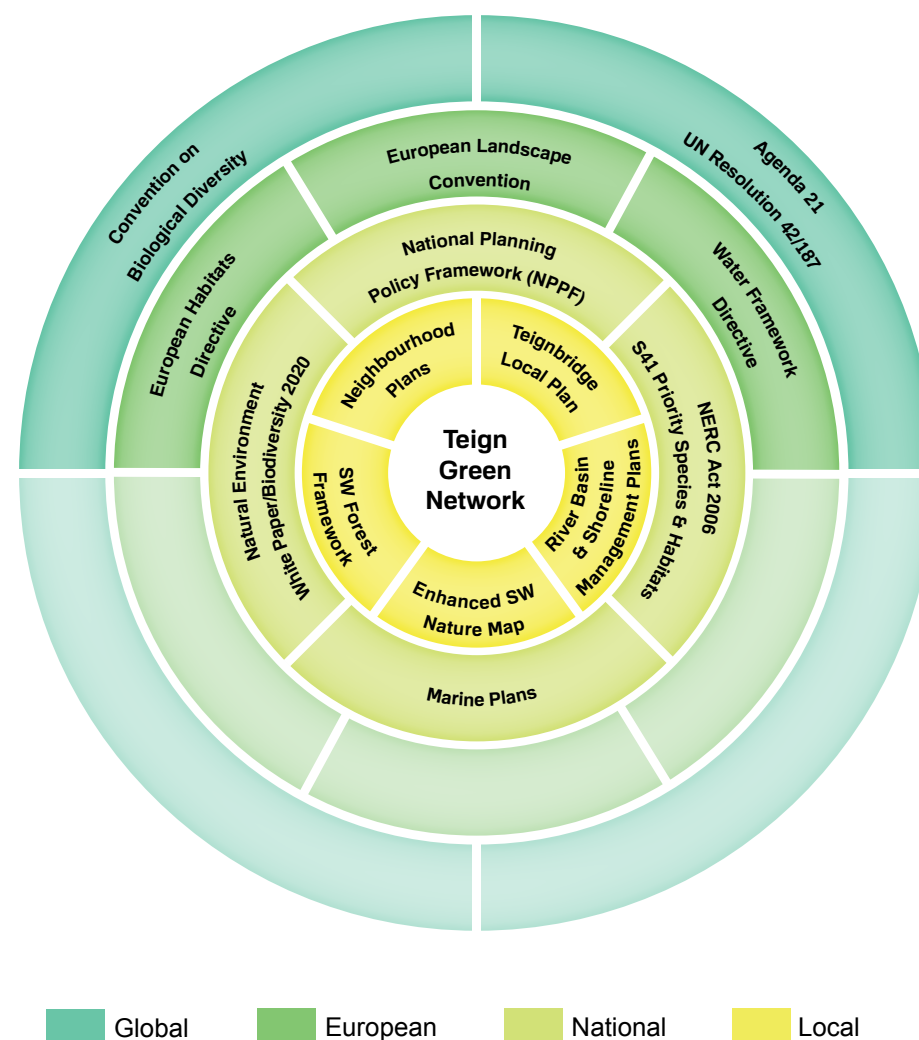 Convention on
Biological Diversity
Agenda 21
UN Resolution 42/187
European Habitats
Directive
European Landscape
Convention
Water Framework
Directive
Natural Environment
White Paper/Biodiversity 2020
National Planning
Policy Framework (NPPF)
NERC Act 2006
S41 Priority Species & Habitats
Marine Plans
Neighbourhood
Plans
Teignbridge
Local Plan
SW Forest
Framework
River Basin
& Shoreline
Management Plans
Enhanced SW
Nature Map
Teign
Green
Network
Global
European
National
Local